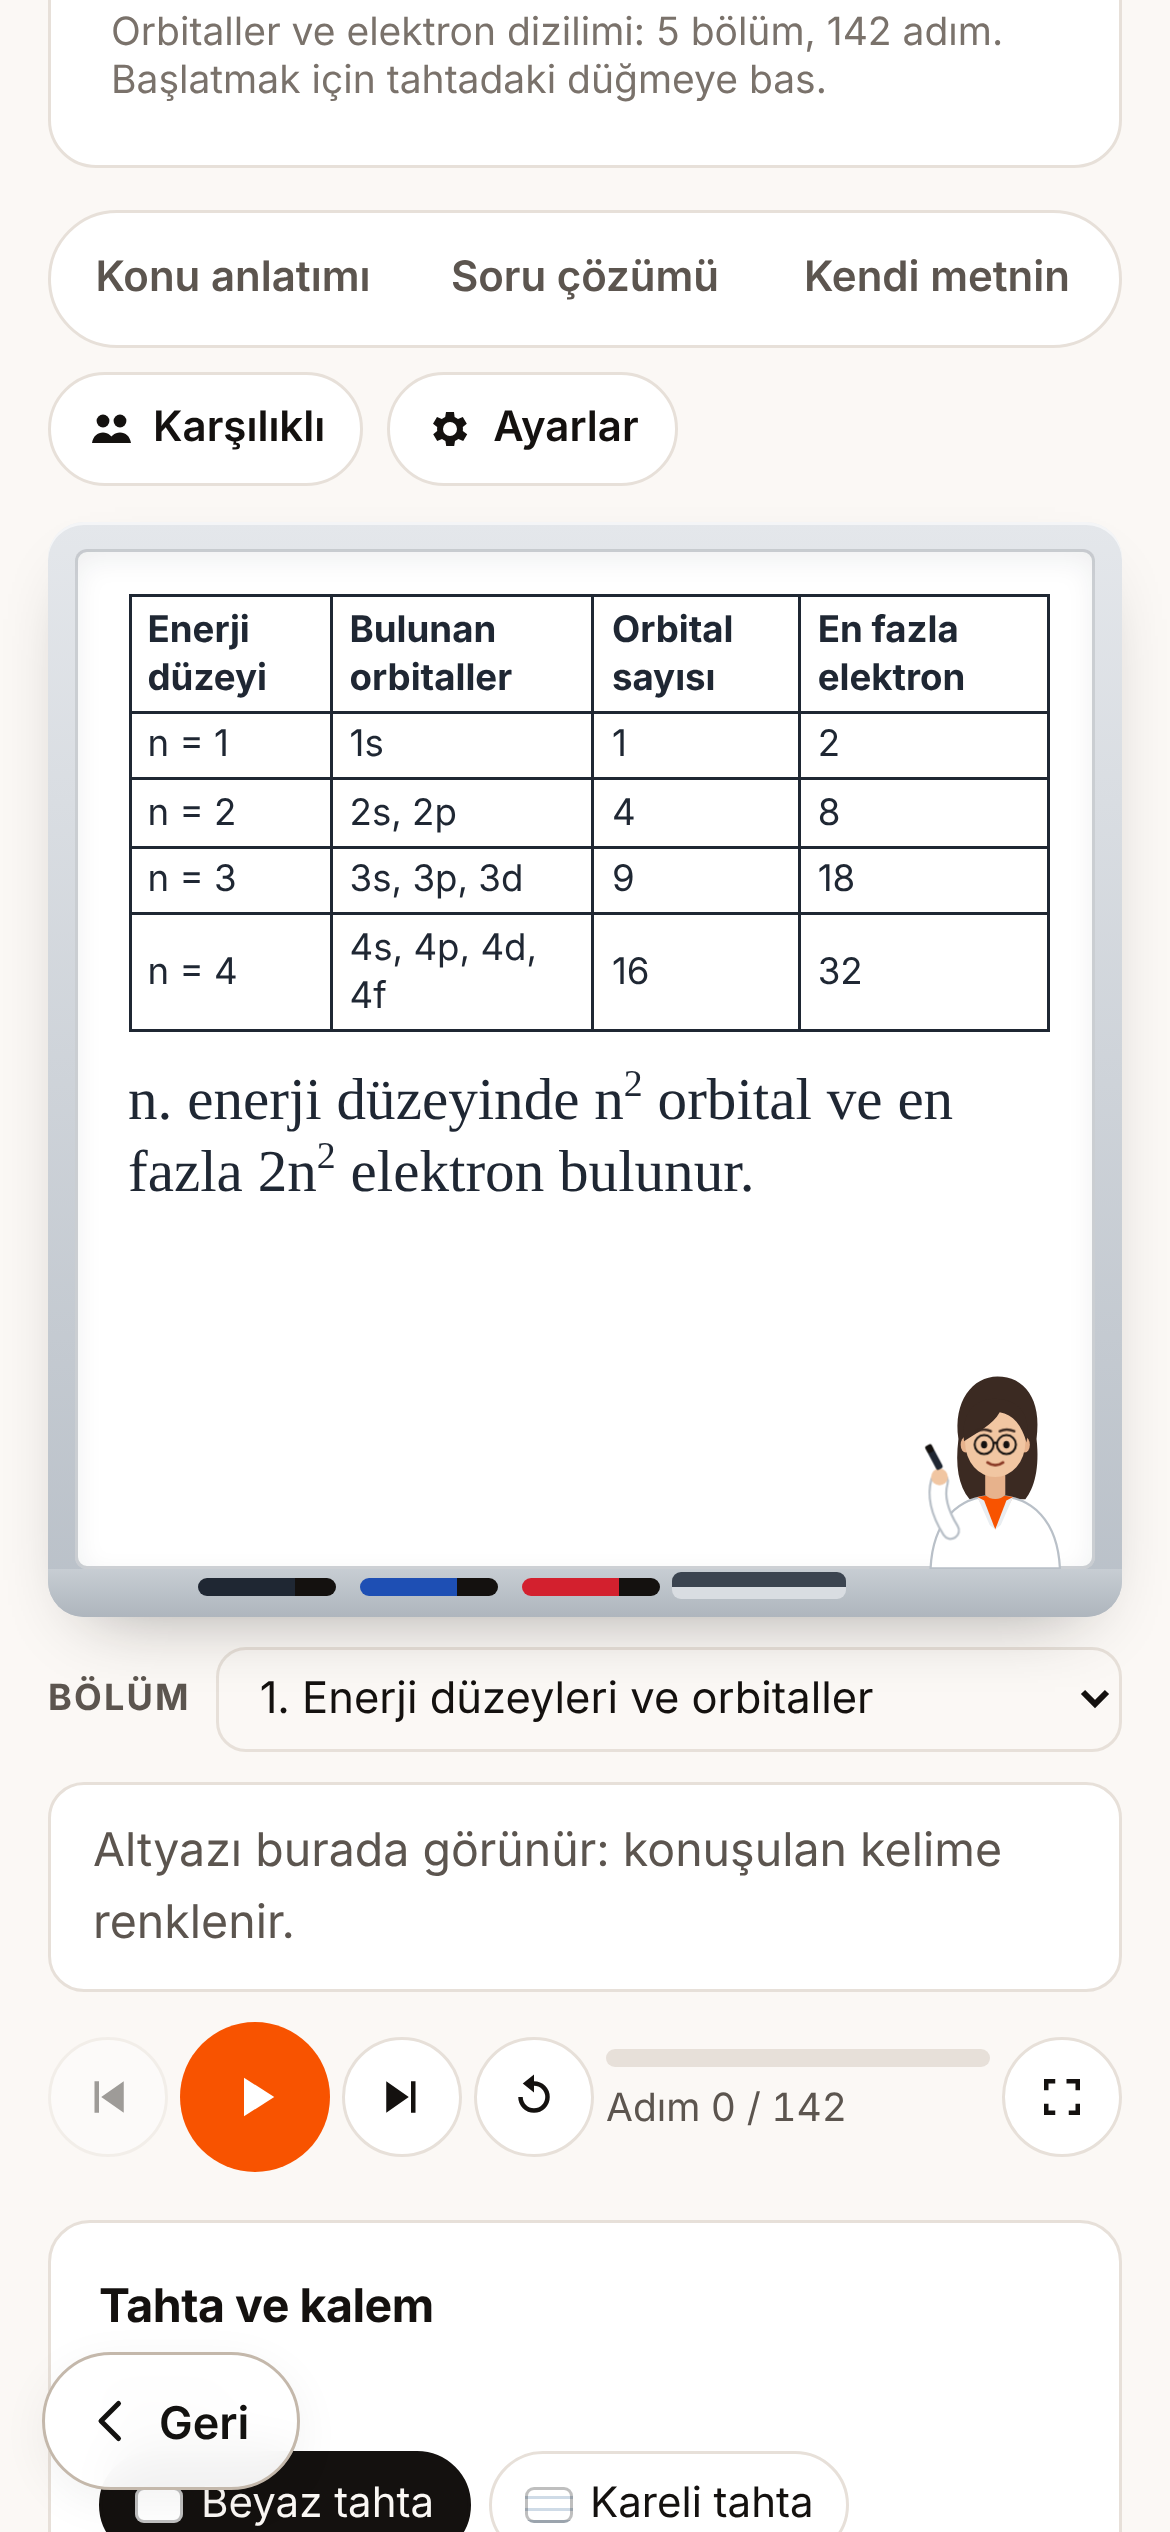 Orbitaller ve elektron dizilimi: 5 bölüm, 142 adım.
Başlatmak için tahtadaki düğmeye bas.
Konu anlatımı Soru çözümü Kendi metnin
Karşılıklı Ayarlar
Enerji düzeyi Bulunan orbitaller Orbital sayısı En fazla elektron
n = 1 1s 1 2
n = 2 2s, 2p 4 8
n = 3 3s, 3p, 3d 9 18
n = 4 4s, 4p, 4d, 4f 16 32
n. enerji düzeyinde n² orbital ve en
fazla 2n² elektron bulunur.
BÖLÜM 1. Enerji düzeyleri ve orbitaller
Altyazı burada görünür: konuşulan kelime
renklenir.
Adım 0 / 142
Tahta ve kalem
Geri
Beyaz tahta Kareli tahta